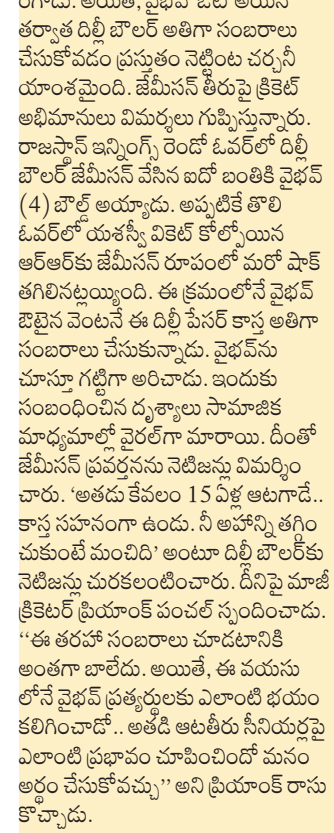 రగాడు. అయితే, వైభవ్ ఔట్ అయిన
తర్వాత దిల్లీ బౌలర్ అతిగా సంబరాలు
చేసుకోవడం ప్రస్తుతం నెట్టింట చర్చనీ
యాంశమైంది. జేమీసన్ తీరుపై క్రికెట్
అభిమానులు విమర్శలు గుప్పిస్తున్నారు.
రాజస్థాన్ ఇన్నింగ్స్ రెండో ఓవర్‌లో దిల్లీ
బౌలర్ జేమీసన్ వేసిన ఐదో బంతికి వైభవ్
(4) బౌల్డ్ అయ్యాడు. అప్పటికే తొలి
ఓవర్‌లో యశస్వీ వికెట్ కోల్పోయిన
ఆర్ఆర్‌కు జేమీసన్ రూపంలో మరో షాక్
తగిలినట్లయ్యింది. ఈ క్రమంలోనే వైభవ్
ఔటైన వెంటనే ఈ దిల్లీ పేసర్ కాస్త అతిగా
సంబరాలు చేసుకున్నాడు. వైభవ్‌ను
చూస్తూ గట్టిగా అరిచాడు. ఇందుకు
సంబంధించిన దృశ్యాలు సామాజిక
మాధ్యమాల్లో వైరల్‌గా మారాయి. దీంతో
జేమీసన్ ప్రవర్తనను నెటిజన్లు విమర్శిం
చారు. ‘అతడు కేవలం 15 ఏళ్ల ఆటగాడే..
కాస్త సహనంగా ఉండు. నీ అహాన్ని తగ్గిం
చుకుంటే మంచిది’ అంటూ దిల్లీ బౌలర్‌కు
నెటిజన్లు చురకలంటించారు. దీనిపై మాజీ
క్రికెటర్ ప్రియాంక్ పంచల్ స్పందించాడు.
‘‘ఈ తరహా సంబరాలు చూడటానికి
అంతగా బాలేదు. అయితే, ఈ వయసు
లోనే వైభవ్ ప్రత్యర్థులకు ఎలాంటి భయం
కలిగించాడో.. అతడి ఆటతీరు సీనియర్లపై
ఎలాంటి ప్రభావం చూపించిందో మనం
అర్థం చేసుకోవచ్చు’’ అని ప్రియాంక్ రాసు
కొచ్చాడు.